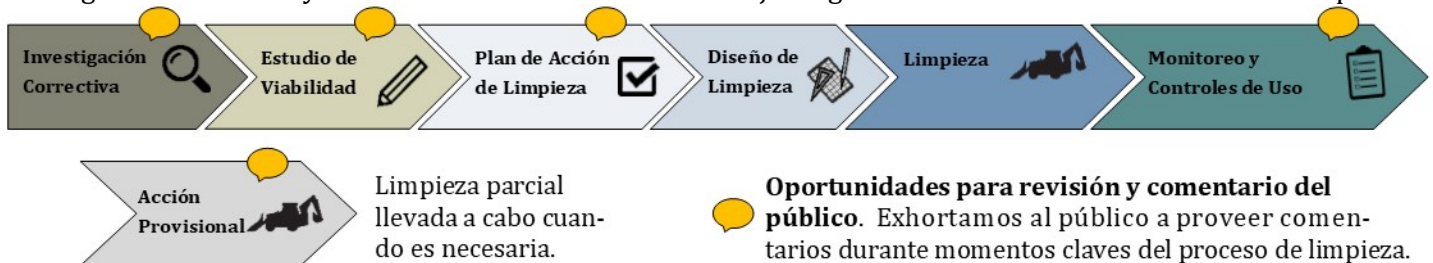 Investigación
Correctiva
Estudio de
Viabilidad
Plan de Acción
de Limpieza
Diseño de
Limpieza
Limpieza
Monitoreo y
Controles de Uso
Acción
Provisional
Limpieza parcial
llevada a cabo cuan-
do es necesaria.
Oportunidades para revisión y comentario del
público. Exhortamos al público a proveer comen-
tarios durante momentos claves del proceso de limpieza.